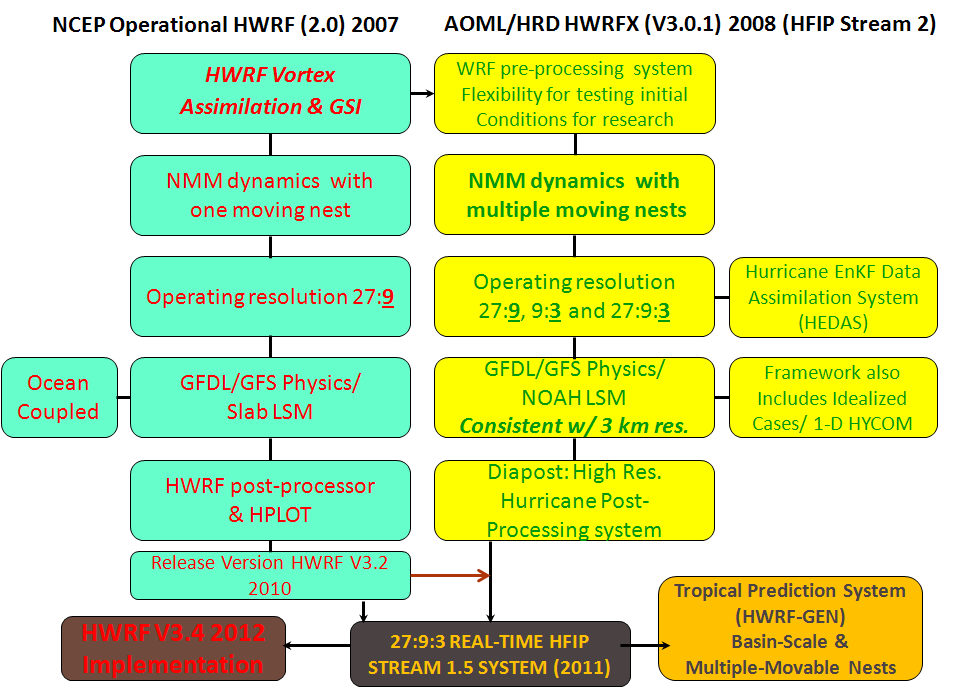 NCEP Operational HWRF (2.0) 2007
AOML/HRD HWRFX (V3.0.1) 2008 (HFIP Stream 2)
HWRF Vortex
Assimilation & GSI
WRF pre-processing system
Flexibility for testing initial
Conditions for research
NMM dynamics with
one moving nest
NMM dynamics with
multiple moving nests
Operating resolution 27:9
Operating resolution
27:9, 9:3 and 27:9:3
Hurricane EnKF Data
Assimilation System
(HEDAS)
Ocean
Coupled
GFDL/GFS Physics/
Slab LSM
GFDL/GFS Physics/
NOAH LSM
Consistent w/ 3 km res.
Framework also
Includes Idealized
Cases/ 1-D HYCOM
HWRF post-processor
& HPLOT
Diapost: High Res.
Hurricane Post-
Processing system
Release Version HWRF V3.2
2010
HWRF V3.4 2012
Implementation
27:9:3 REAL-TIME HFIP
STREAM 1.5 SYSTEM (2011)
Tropical Prediction System
(HWRF-GEN)
Basin-Scale &
Multiple-Movable Nests